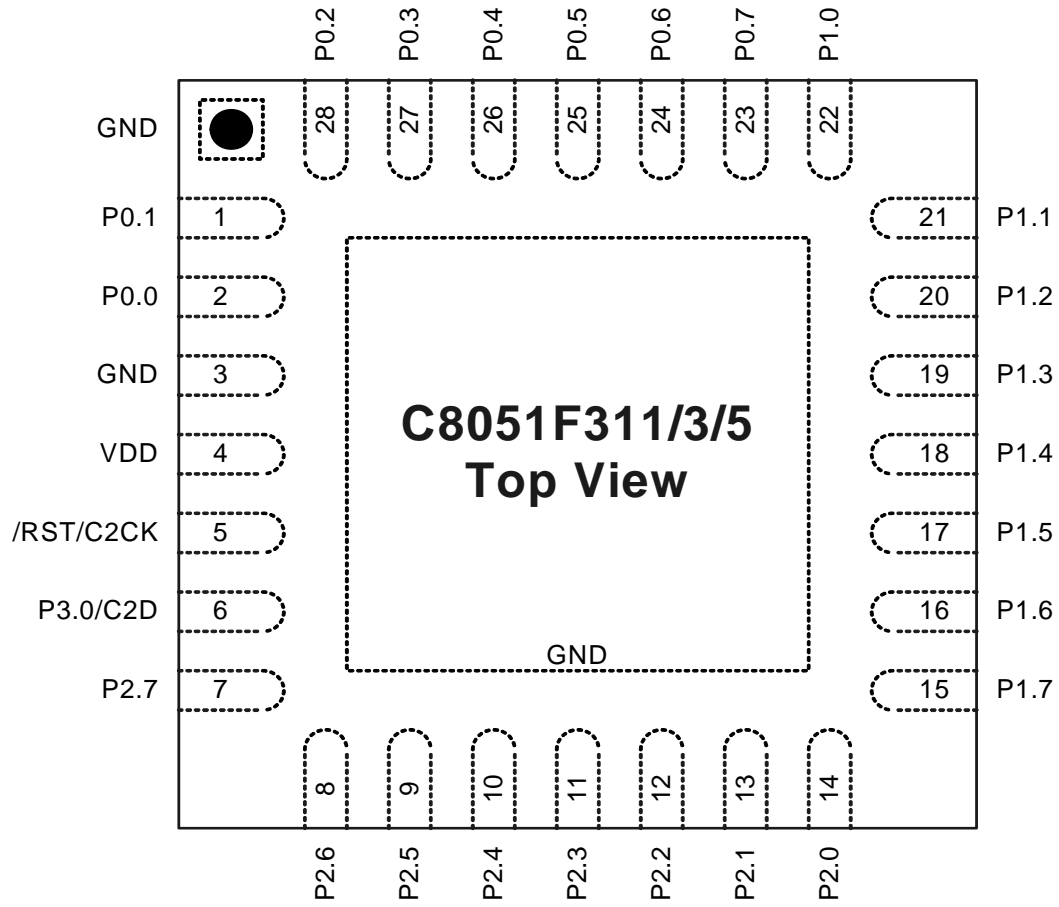 P0.2 P0.3 P0.4 P0.5 P0.6 P0.7 P1.0
28 27 26 25 24 23 22
GND
P0.1 1 21 P1.1
P0.0 2 20 P1.2
GND 3 19 P1.3
C8051F311/3/5
VDD 4 18 P1.4
Top View
/RST/C2CK 5 17 P1.5
P3.0/C2D 6 16 P1.6
GND
P2.7 7 15 P1.7
8 9 10 11 12 13 14
P2.6 P2.5 P2.4 P2.3 P2.2 P2.1 P2.0